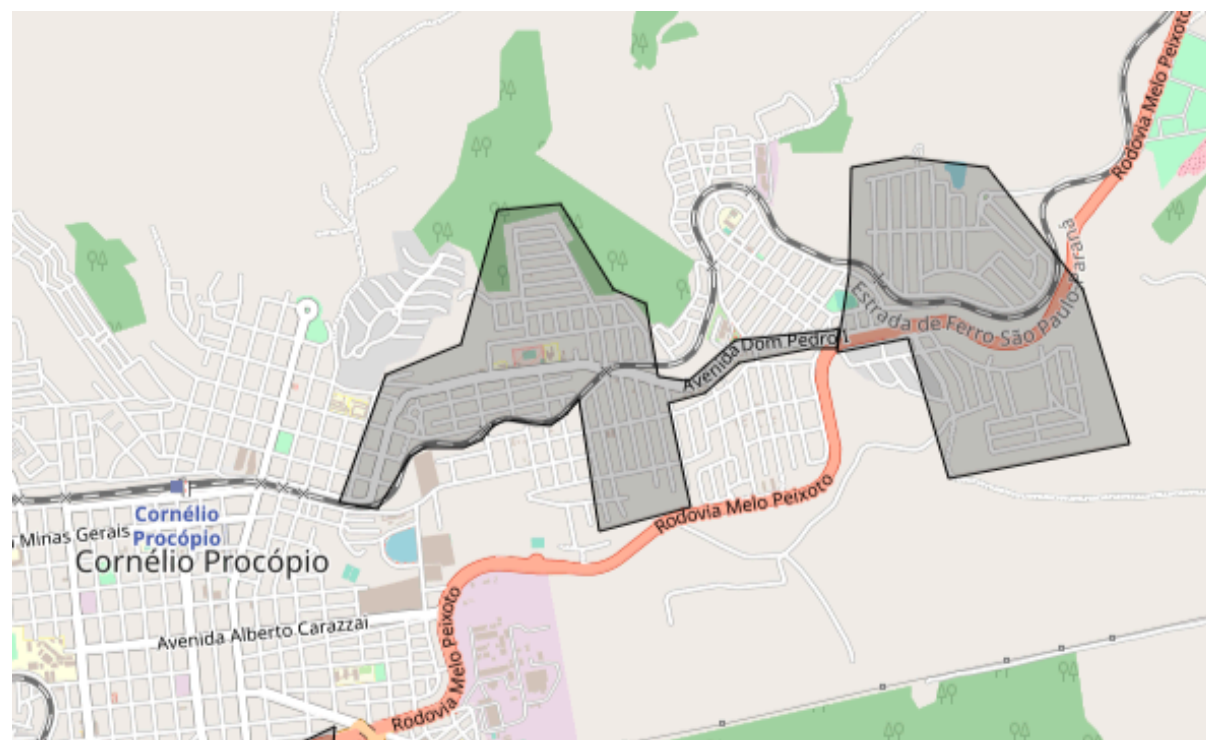 Rodovia Melo Peixoto
Estrada de Ferro São Paulo-Paraná
Avenida Dom Pedro I
Cornélio
Procópio
Minas Gerais
Cornélio Procópio
Rodovia Melo Peixoto
Avenida Alberto Carazzai
Rodovia Melo Peixoto
Rodovia Melo Peixoto